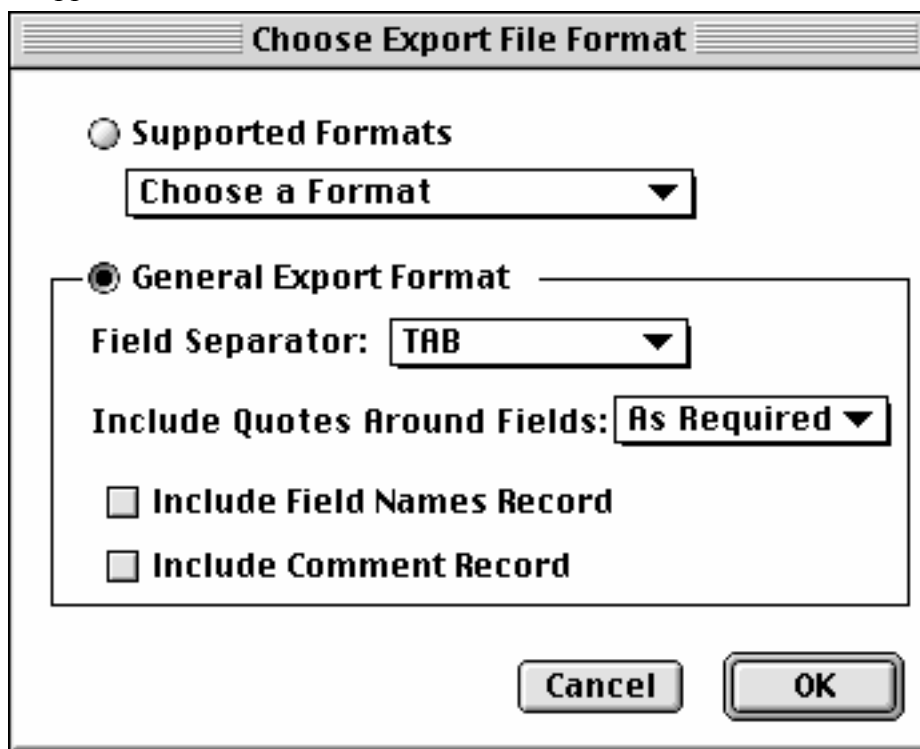 Choose Export File Format
Supported Formats
Choose a Format
General Export Format
Field Separator: TAB
Include Quotes Around Fields: As Required
Include Field Names Record
Include Comment Record
Cancel OK